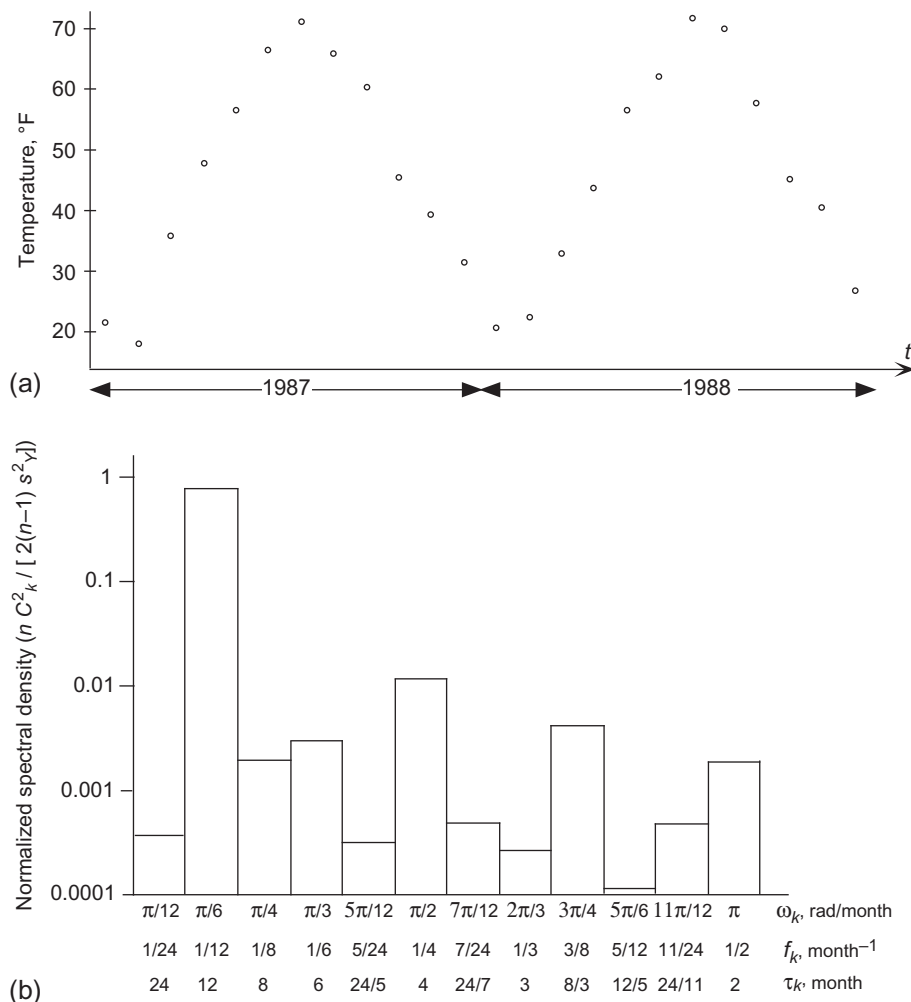 70
60
50
40
30
20
Temperature, °F
t
(a)
1987
1988
Normalized spectral density (n C²ₖ / [ 2(n–1) s²Y])
1
0.1
0.01
0.001
0.0001
π/12 π/6 π/4 π/3 5π/12 π/2 7π/12 2π/3 3π/4 5π/6 11π/12 π ωₖ, rad/month
1/24 1/12 1/8 1/6 5/24 1/4 7/24 1/3 3/8 5/12 11/24 1/2 fₖ, month⁻¹
(b)
24 12 8 6 24/5 4 24/7 3 8/3 12/5 24/11 2 τₖ, month